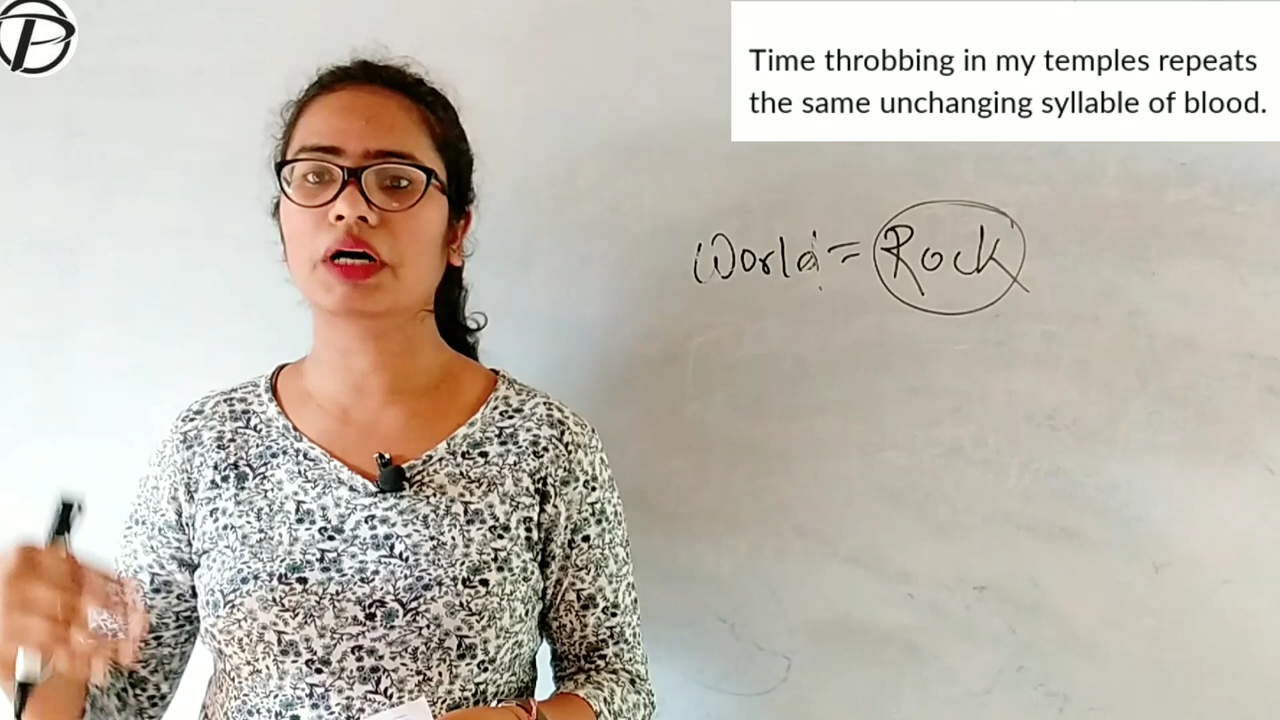 Time throbbing in my temples repeats
the same unchanging syllable of blood.
World = Rock